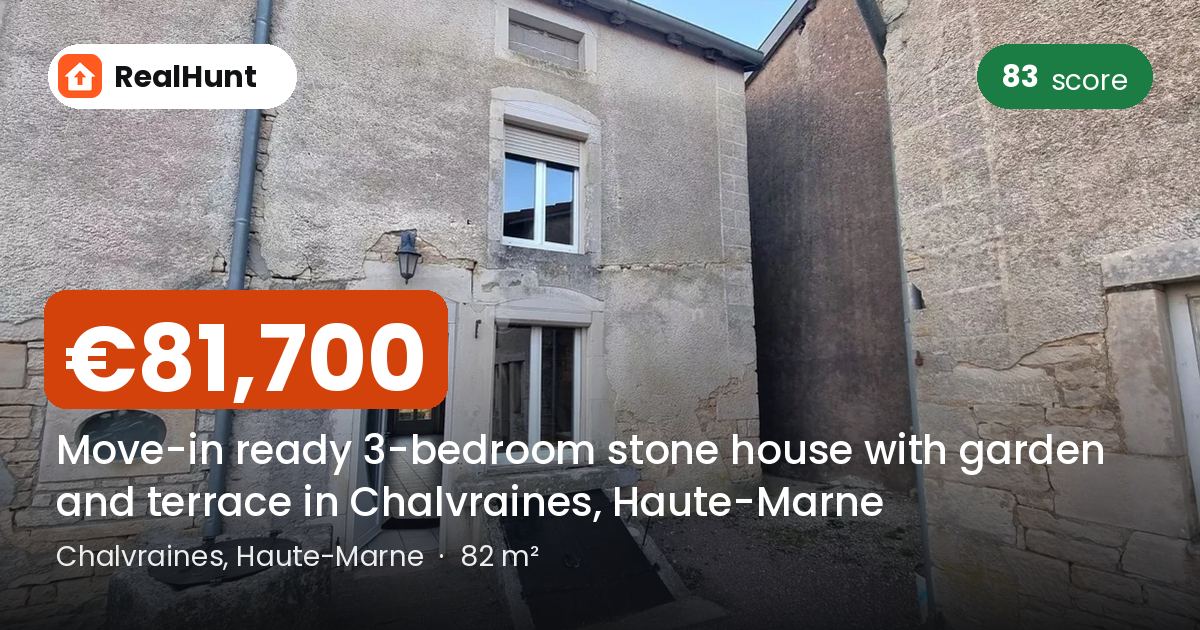 RealHunt
83 score
€81,700
Move-in ready 3-bedroom stone house with garden
and terrace in Chalvraines, Haute-Marne
Chalvraines, Haute-Marne · 82 m²